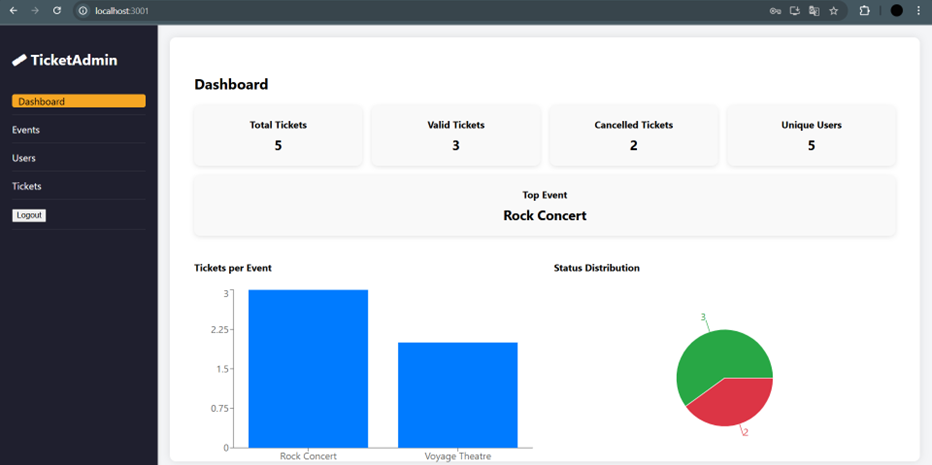 localhost:3001
TicketAdmin
Dashboard
Events
Users
Tickets
Logout
Dashboard
Total Tickets
5
Valid Tickets
3
Cancelled Tickets
2
Unique Users
5
Top Event
Rock Concert
Tickets per Event
3
2.25
1.5
0.75
0
Rock Concert
Voyage Theatre
Status Distribution
3
2